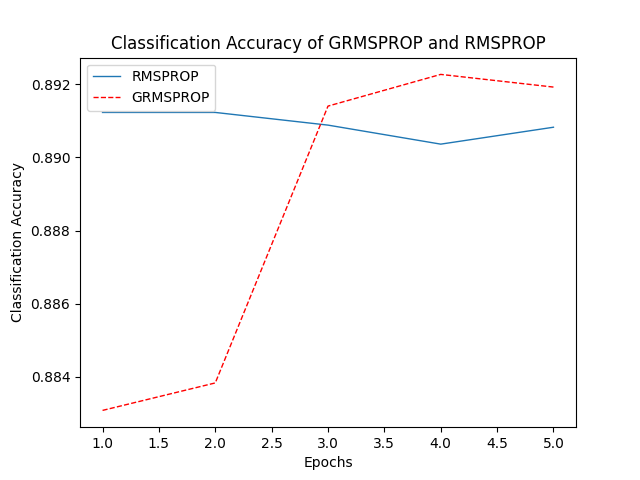 Classification Accuracy of GRMSPROP and RMSPROP
RMSPROP
GRMSPROP
0.892
0.890
0.888
0.886
0.884
Classification Accuracy
1.0 1.5 2.0 2.5 3.0 3.5 4.0 4.5 5.0
Epochs